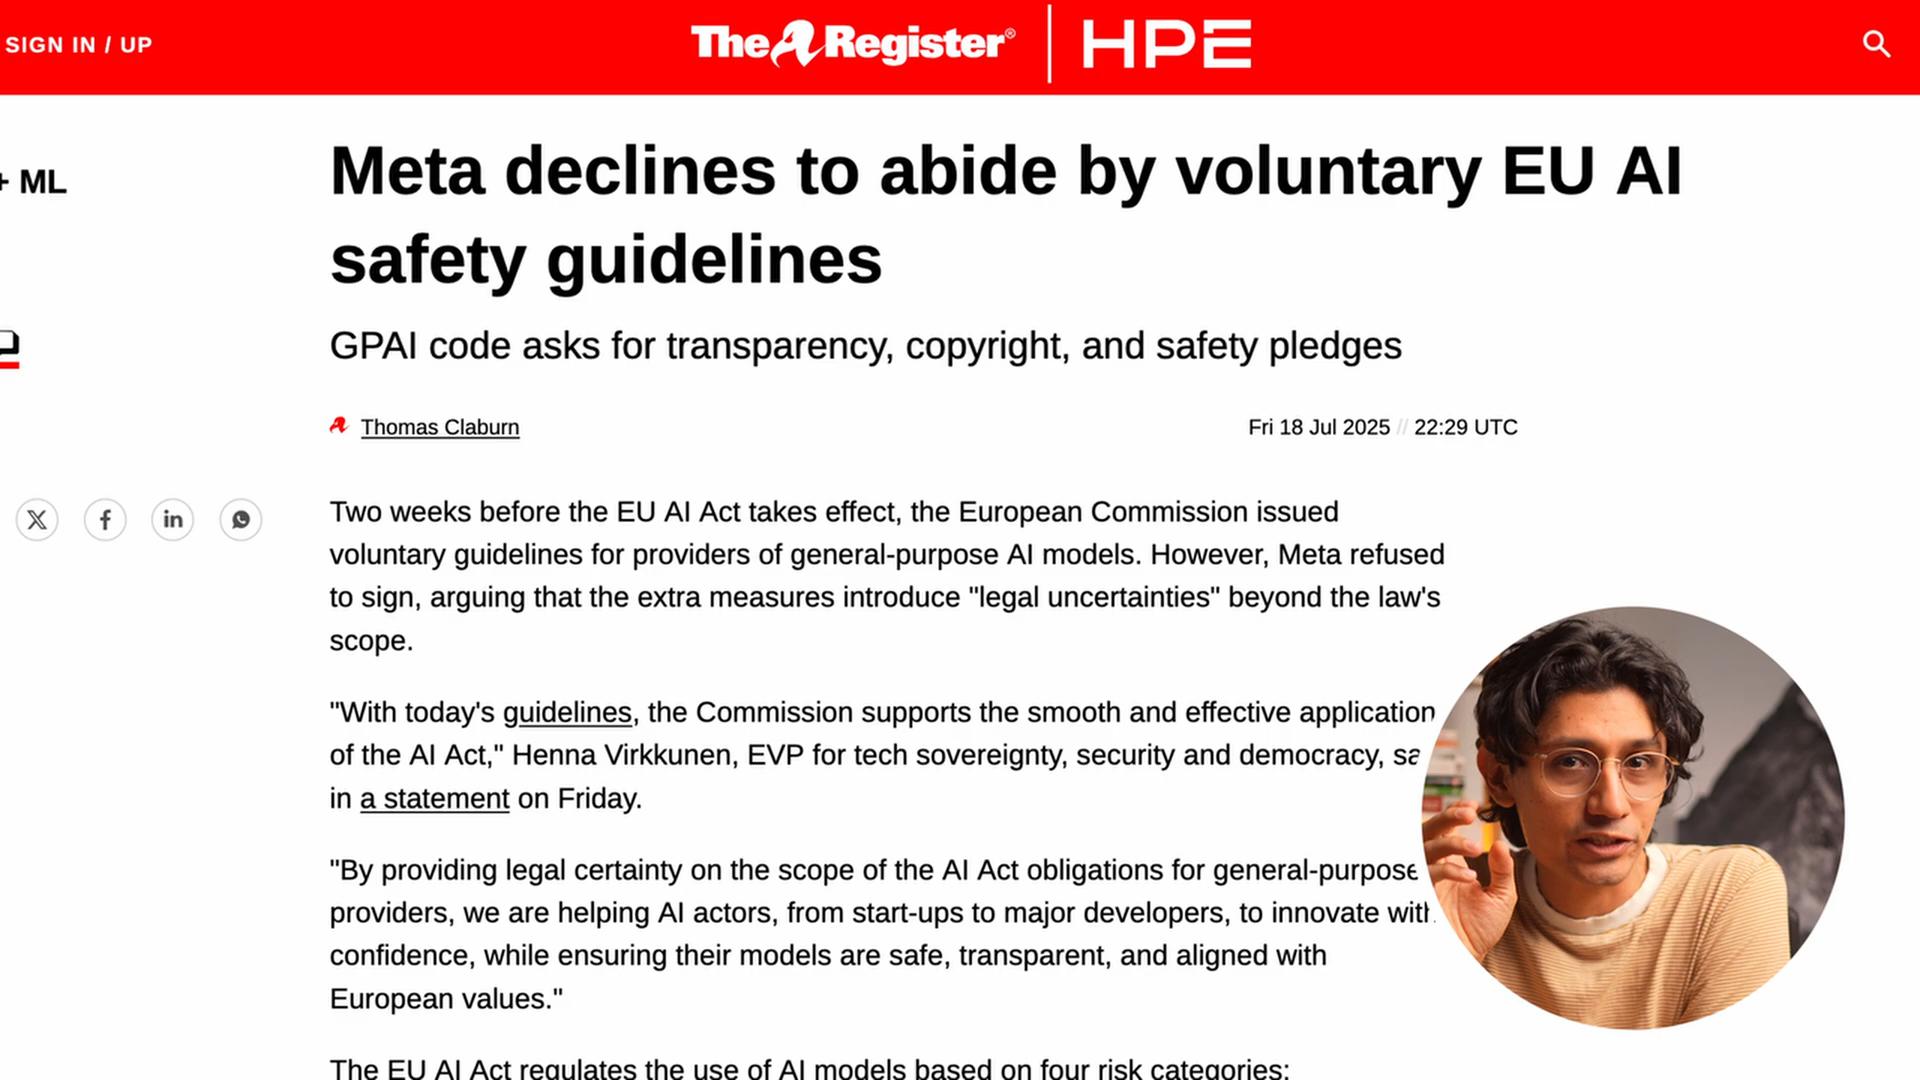 SIGN IN / UP
The Register®
HPE
+ ML
Meta declines to abide by voluntary EU AI
safety guidelines
GPAI code asks for transparency, copyright, and safety pledges
Thomas Claburn
Fri 18 Jul 2025 // 22:29 UTC
Two weeks before the EU AI Act takes effect, the European Commission issued
voluntary guidelines for providers of general-purpose AI models. However, Meta refused
to sign, arguing that the extra measures introduce "legal uncertainties" beyond the law's
scope.
"With today's guidelines, the Commission supports the smooth and effective application
of the AI Act," Henna Virkkunen, EVP for tech sovereignty, security and democracy, sa
in a statement on Friday.
"By providing legal certainty on the scope of the AI Act obligations for general-purpose
providers, we are helping AI actors, from start-ups to major developers, to innovate with
confidence, while ensuring their models are safe, transparent, and aligned with
European values."
The EU AI Act regulates the use of AI models based on four risk categories: